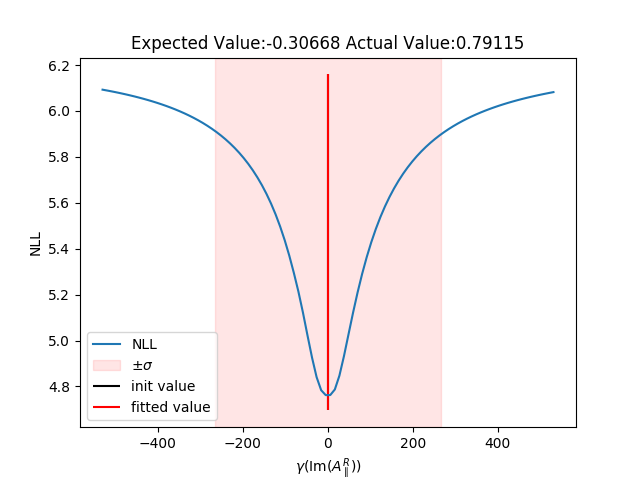 Expected Value:-0.30668 Actual Value:0.79115
6.2
6.0
5.8
5.6
5.4
5.2
5.0
4.8
NLL
NLL
±σ
init value
fitted value
−400
−200
0
200
400
γ(Im(A∥R))